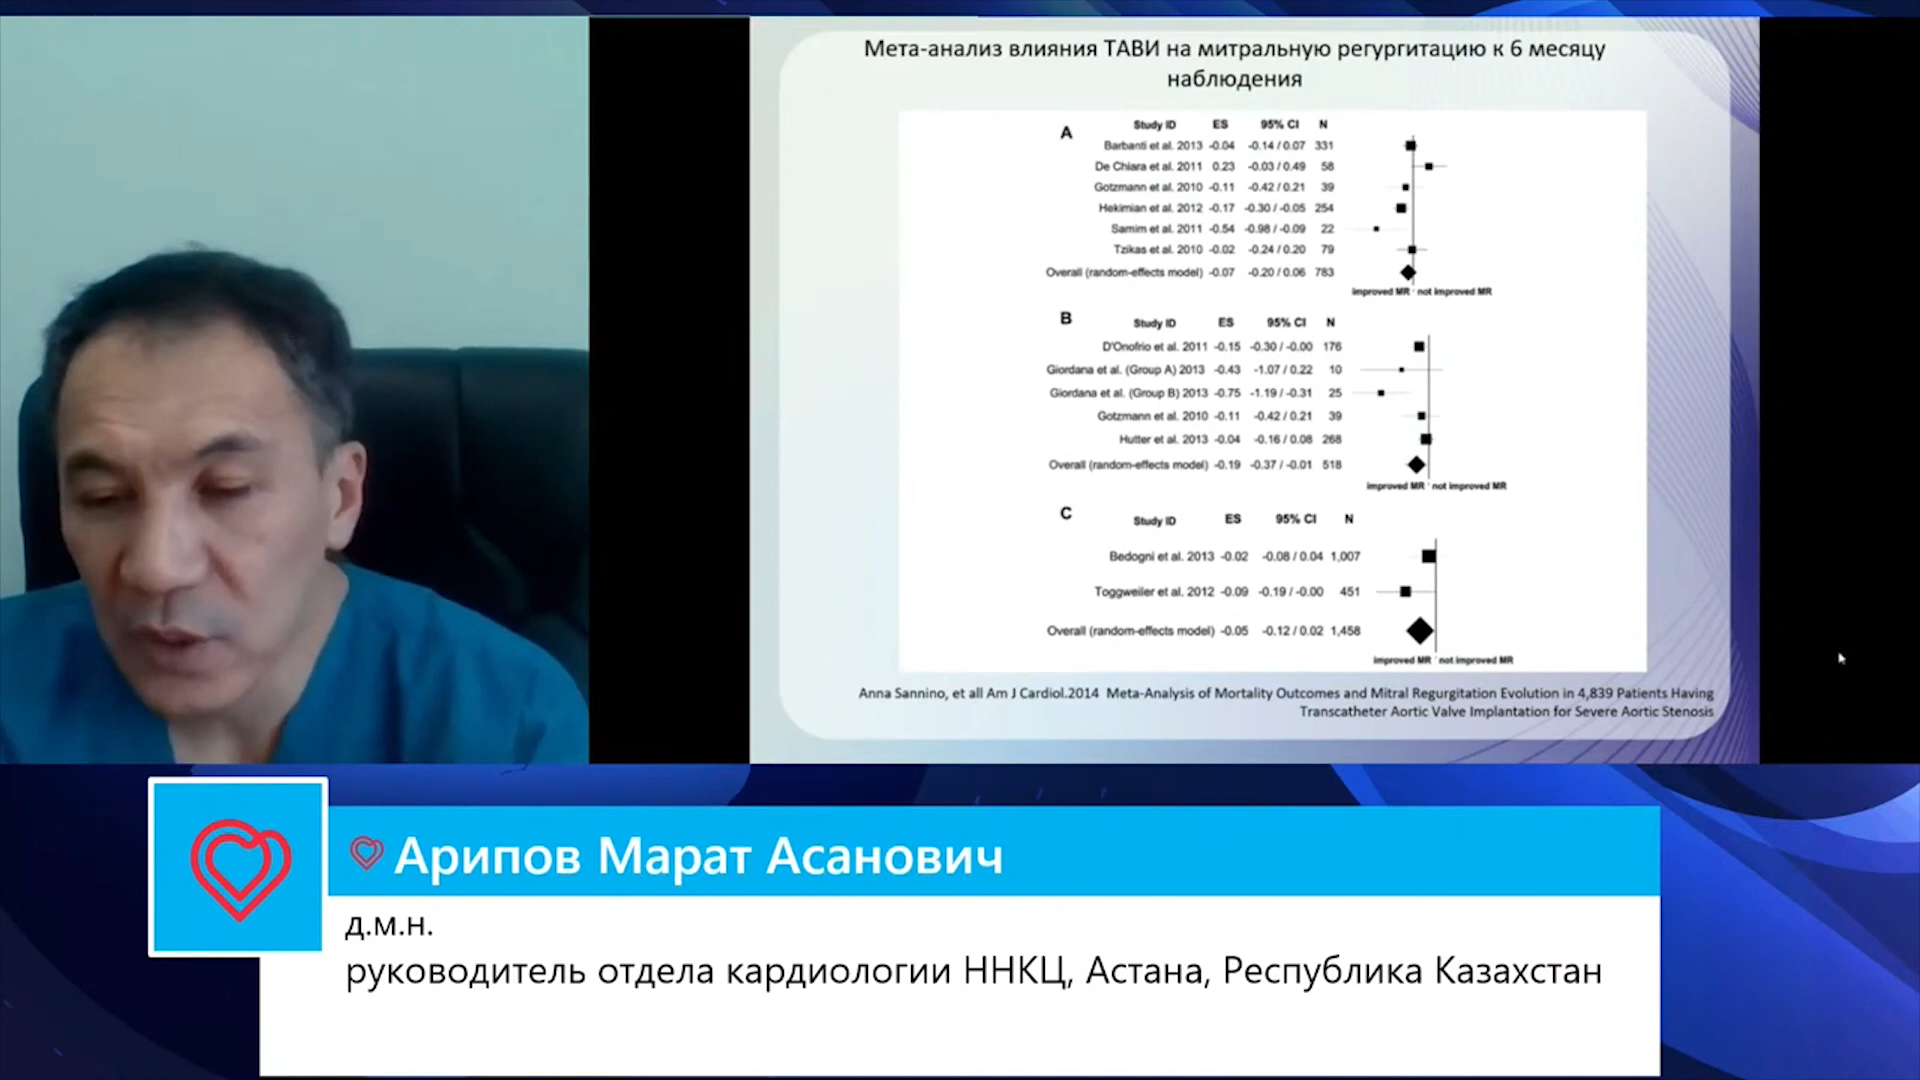 Мета-анализ влияния ТАВИ на митральную регургитацию к 6 месяцу
наблюдения
A
Study ID ES 95% CI N
Barbanti et al. 2013 -0.04 -0.14 / 0.07 331
De Chiara et al. 2011 0.23 -0.03 / 0.49 58
Gotzmann et al. 2010 -0.11 -0.42 / 0.21 39
Hekimian et al. 2012 -0.17 -0.30 / -0.05 254
Samim et al. 2011 -0.54 -0.98 / -0.09 22
Tzikas et al. 2010 -0.02 -0.24 / 0.20 79
Overall (random-effects model) -0.07 -0.20 / 0.06 783
improved MR not improved MR
B
Study ID ES 95% CI N
D'Onofrio et al. 2011 -0.15 -0.30 / -0.00 176
Giordana et al. (Group A) 2013 -0.43 -1.07 / 0.22 10
Giordana et al. (Group B) 2013 -0.75 -1.19 / -0.31 25
Gotzmann et al. 2010 -0.11 -0.42 / 0.21 39
Hutter et al. 2013 -0.04 -0.16 / 0.08 268
Overall (random-effects model) -0.19 -0.37 / -0.01 518
improved MR not improved MR
C
Study ID ES 95% CI N
Bedogni et al. 2013 -0.02 -0.08 / 0.04 1,007
Toggweiler et al. 2012 -0.09 -0.19 / -0.00 451
Overall (random-effects model) -0.05 -0.12 / 0.02 1,458
improved MR not improved MR
Anna Sannino, et all Am J Cardiol.2014 Meta-Analysis of Mortality Outcomes and Mitral Regurgitation Evolution in 4,839 Patients Having
Transcatheter Aortic Valve Implantation for Severe Aortic Stenosis
Арипов Марат Асанович
д.м.н.
руководитель отдела кардиологии ННКЦ, Астана, Республика Казахстан